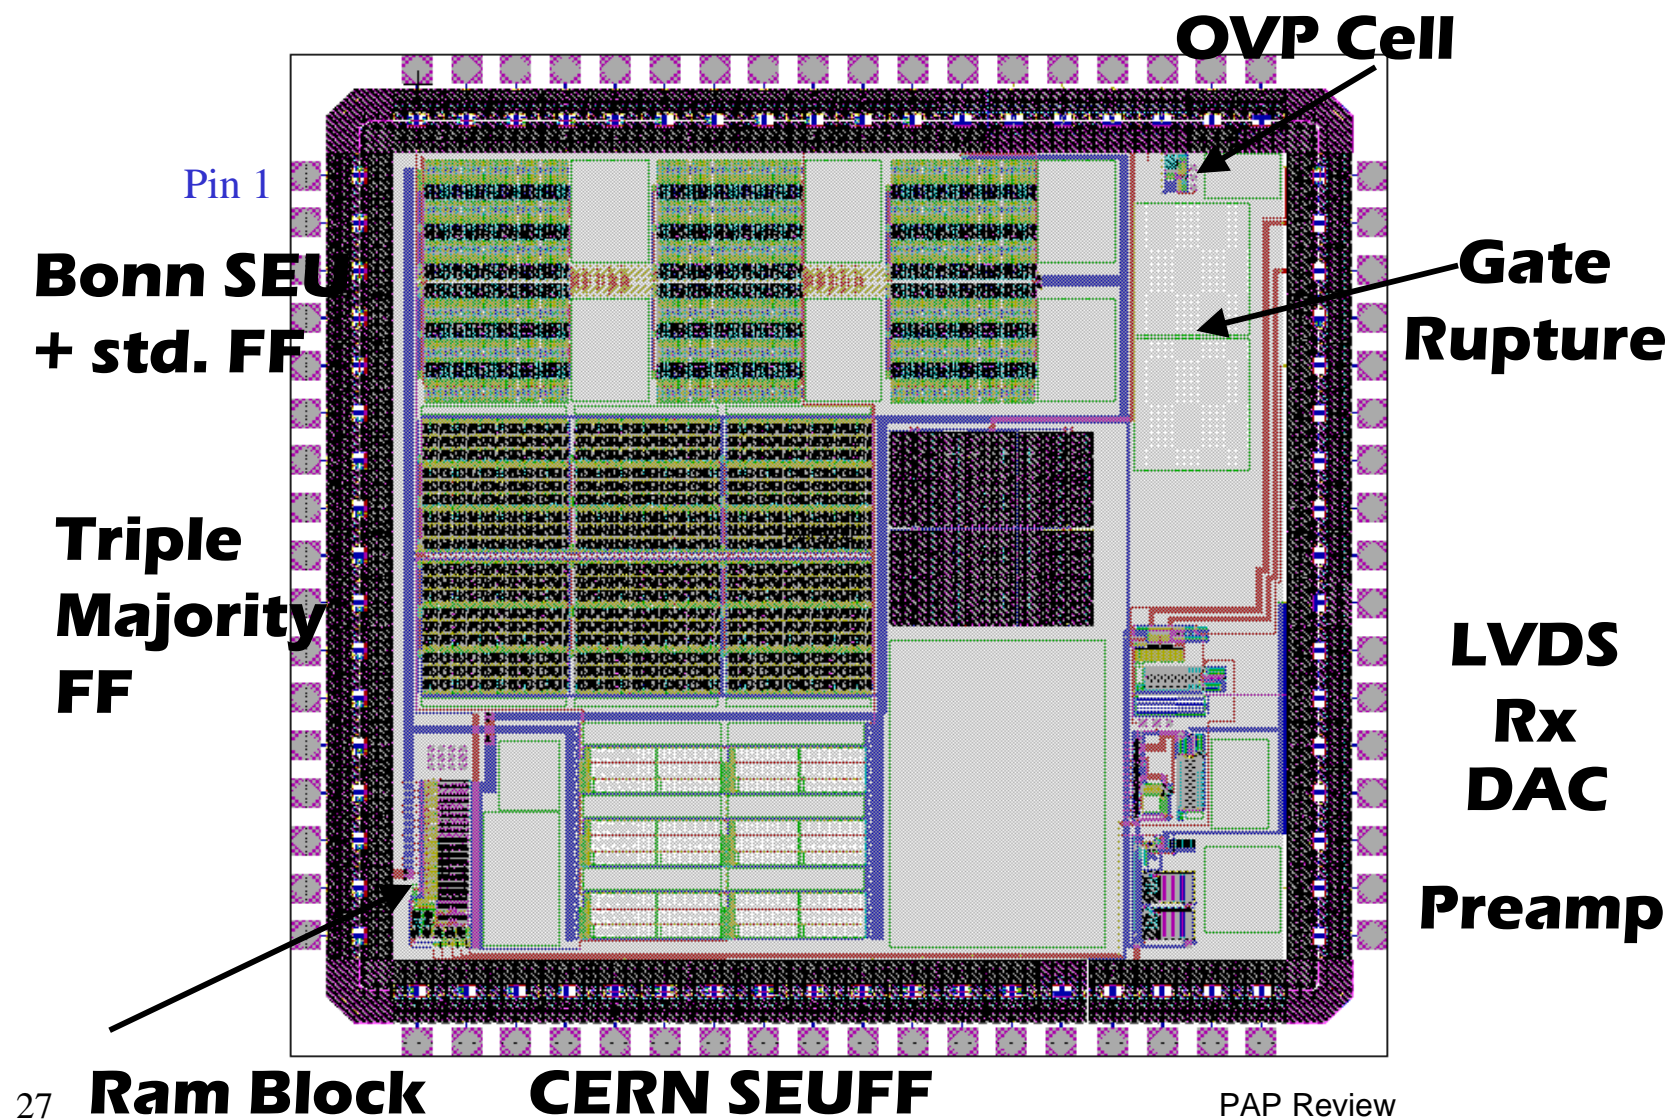 OVP Cell
Pin 1
Bonn SEU
+ std. FF
Gate
Rupture
Triple
Majority
FF
LVDS
Rx
DAC
Preamp
Ram Block
CERN SEUFF
27
PAP Review